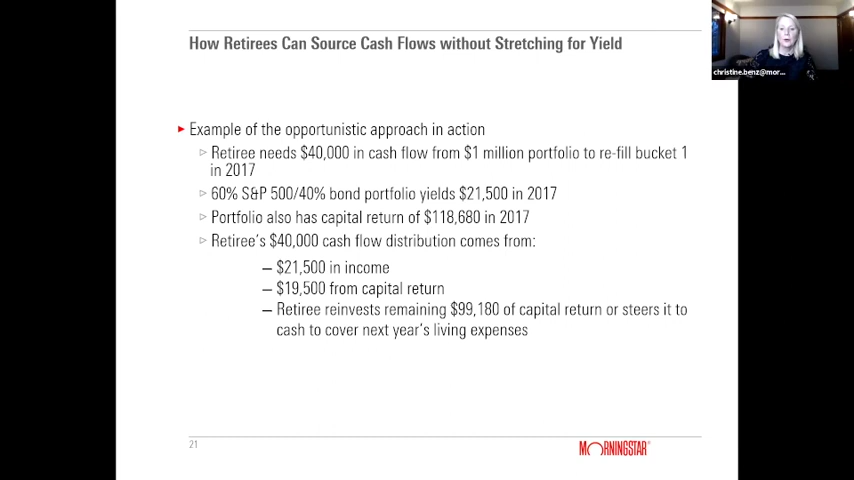 How Retirees Can Source Cash Flows without Stretching for Yield
christine.benz@mor...
Example of the opportunistic approach in action
Retiree needs $40,000 in cash flow from $1 million portfolio to re-fill bucket 1
in 2017
60% S&P 500/40% bond portfolio yields $21,500 in 2017
Portfolio also has capital return of $118,680 in 2017
Retiree's $40,000 cash flow distribution comes from:
– $21,500 in income
– $19,500 from capital return
– Retiree reinvests remaining $99,180 of capital return or steers it to
cash to cover next year's living expenses
21
MORNINGSTAR®